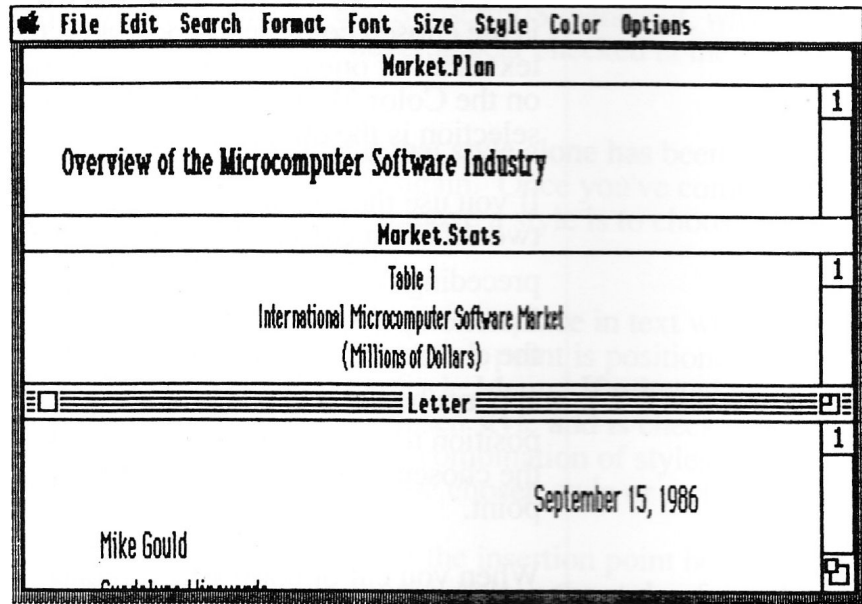 File Edit Search Format Font Size Style Color Options
Market.Plan
1
Overview of the Microcomputer Software Industry
Market.Stats
1
Table 1
International Microcomputer Software Market
(Millions of Dollars)
Letter
1
September 15, 1986
Mike Gould